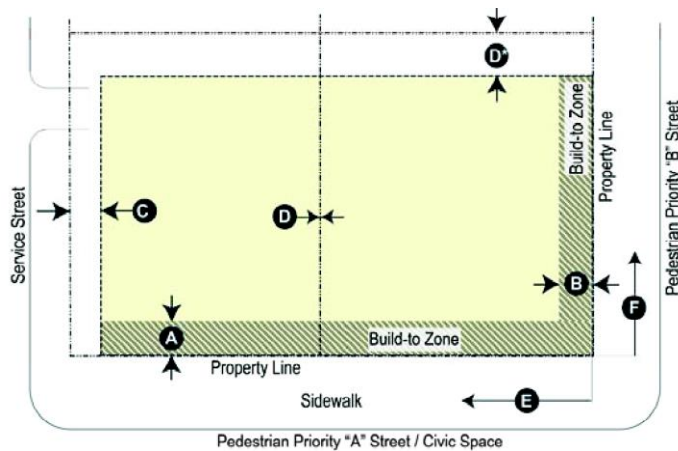 D*
Build-to Zone
Property Line
Pedestrian Priority "B" Street
Service Street
C
D
B
F
A
Build-to Zone
Property Line
Sidewalk
E
Pedestrian Priority "A" Street / Civic Space